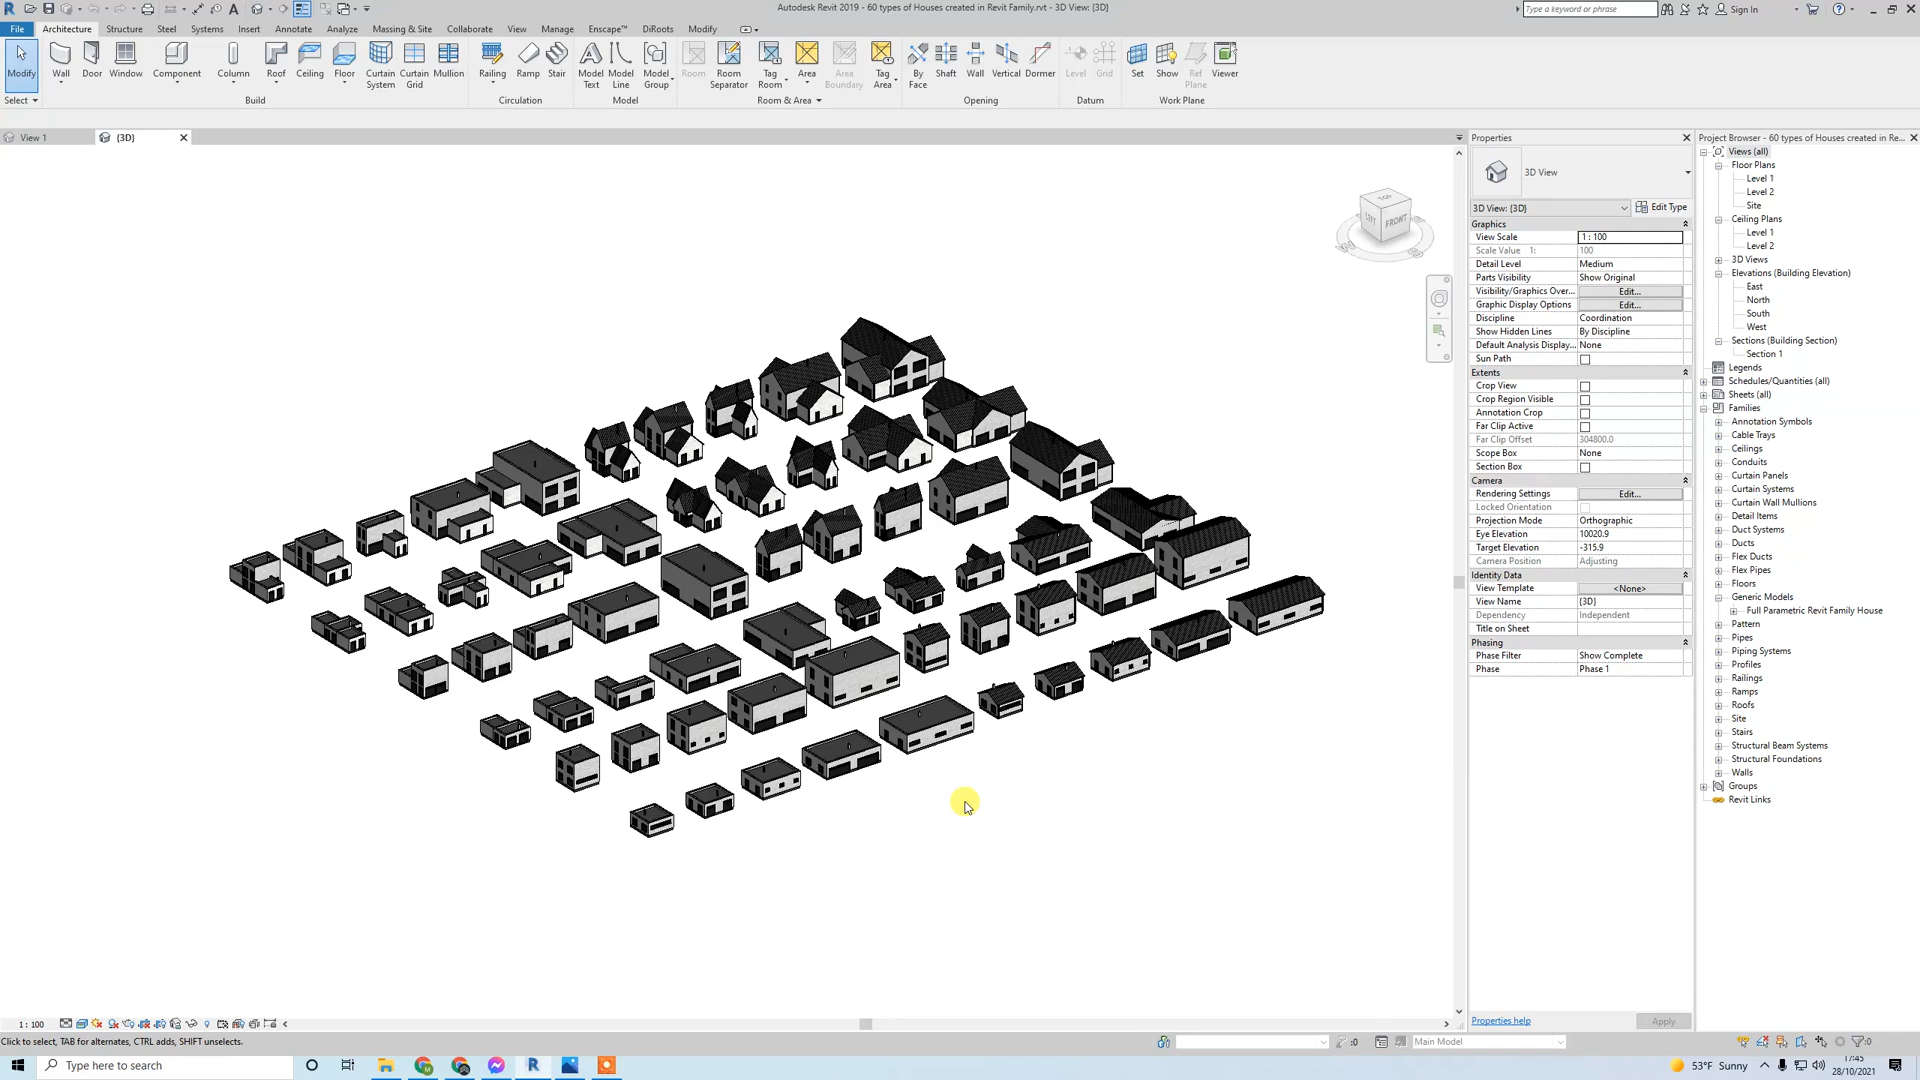 Autodesk Revit 2019 - 60 types of Houses created in Revit Family.rvt - 3D View: {3D}
Type a keyword or phrase
Sign In
File Architecture Structure Steel Systems Insert Annotate Analyze Massing & Site Collaborate View Manage Enscape™ DiRoots Modify
Modify
Wall
Door
Window
Component
Column
Roof
Ceiling
Floor
Curtain
System
Curtain
Grid
Mullion
Railing
Ramp
Stair
Model
Text
Model
Line
Model
Group
Room
Room
Separator
Tag
Room
Area
Area
Boundary
Tag
Area
By
Face
Shaft
Wall
Vertical
Dormer
Level
Grid
Set
Show
Ref
Plane
Viewer
Select
Build
Circulation
Model
Room & Area
Opening
Datum
Work Plane
View 1
{3D}
TOP
LEFT
FRONT
Properties
3D View
3D View: {3D}
Edit Type
Graphics
View Scale 1 : 100
Scale Value 1: 100
Detail Level Medium
Parts Visibility Show Original
Visibility/Graphics Over... Edit...
Graphic Display Options Edit...
Discipline Coordination
Show Hidden Lines By Discipline
Default Analysis Display... None
Sun Path
Extents
Crop View
Crop Region Visible
Annotation Crop
Far Clip Active
Far Clip Offset 304800.0
Scope Box None
Section Box
Camera
Rendering Settings Edit...
Locked Orientation
Projection Mode Orthographic
Eye Elevation 10020.9
Target Elevation -315.9
Camera Position Adjusting
Identity Data
View Template <None>
View Name {3D}
Dependency Independent
Title on Sheet
Phasing
Phase Filter Show Complete
Phase Phase 1
Properties help
Apply
Project Browser - 60 types of Houses created in Re...
Views (all)
Floor Plans
Level 1
Level 2
Site
Ceiling Plans
Level 1
Level 2
3D Views
Elevations (Building Elevation)
East
North
South
West
Sections (Building Section)
Section 1
Legends
Schedules/Quantities (all)
Sheets (all)
Families
Annotation Symbols
Cable Trays
Ceilings
Conduits
Curtain Panels
Curtain Systems
Curtain Wall Mullions
Detail Items
Duct Systems
Ducts
Flex Ducts
Flex Pipes
Floors
Generic Models
Full Parametric Revit Family House
Pattern
Pipes
Piping Systems
Profiles
Railings
Ramps
Roofs
Site
Stairs
Structural Beam Systems
Structural Foundations
Walls
Groups
Revit Links
1 : 100
Click to select, TAB for alternates, CTRL adds, SHIFT unselects.
:0
Main Model
:0
Type here to search
53°F Sunny
17:45
28/10/2021